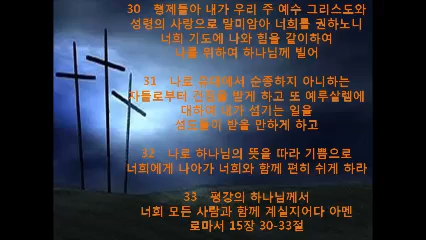 30 형제들아 내가 우리 주 예수 그리스도와
성령의 사랑으로 말미암아 너희를 권하노니
너희 기도에 나와 힘을 같이하여
나를 위하여 하나님께 빌어
31 나로 유대에서 순종하지 아니하는
자들로부터 건짐을 받게 하고 또 예루살렘에
대하여 내가 섬기는 일을
성도들이 받을 만하게 하고
32 나로 하나님의 뜻을 따라 기쁨으로
너희에게 나아가 너희와 함께 편히 쉬게 하라
33 평강의 하나님께서
너희 모든 사람과 함께 계실지어다 아멘
로마서 15장 30-33절